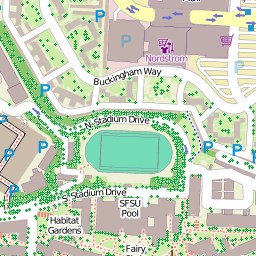 P
P
Nordstrom
Buckingham Way
P
P
N. Stadium Drive
P
P
P
P
S. Stadium Drive
SFSU
Pool
Habitat
Gardens
Fairy